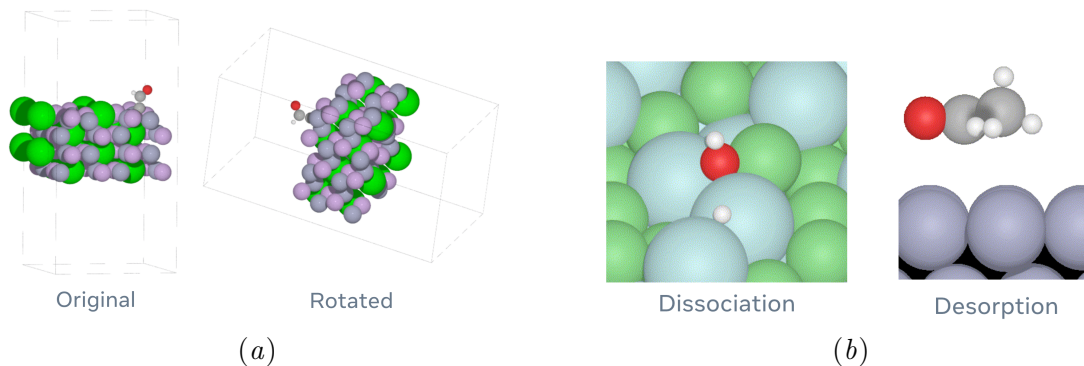 Original
Rotated
(a)
Dissociation
Desorption
(b)